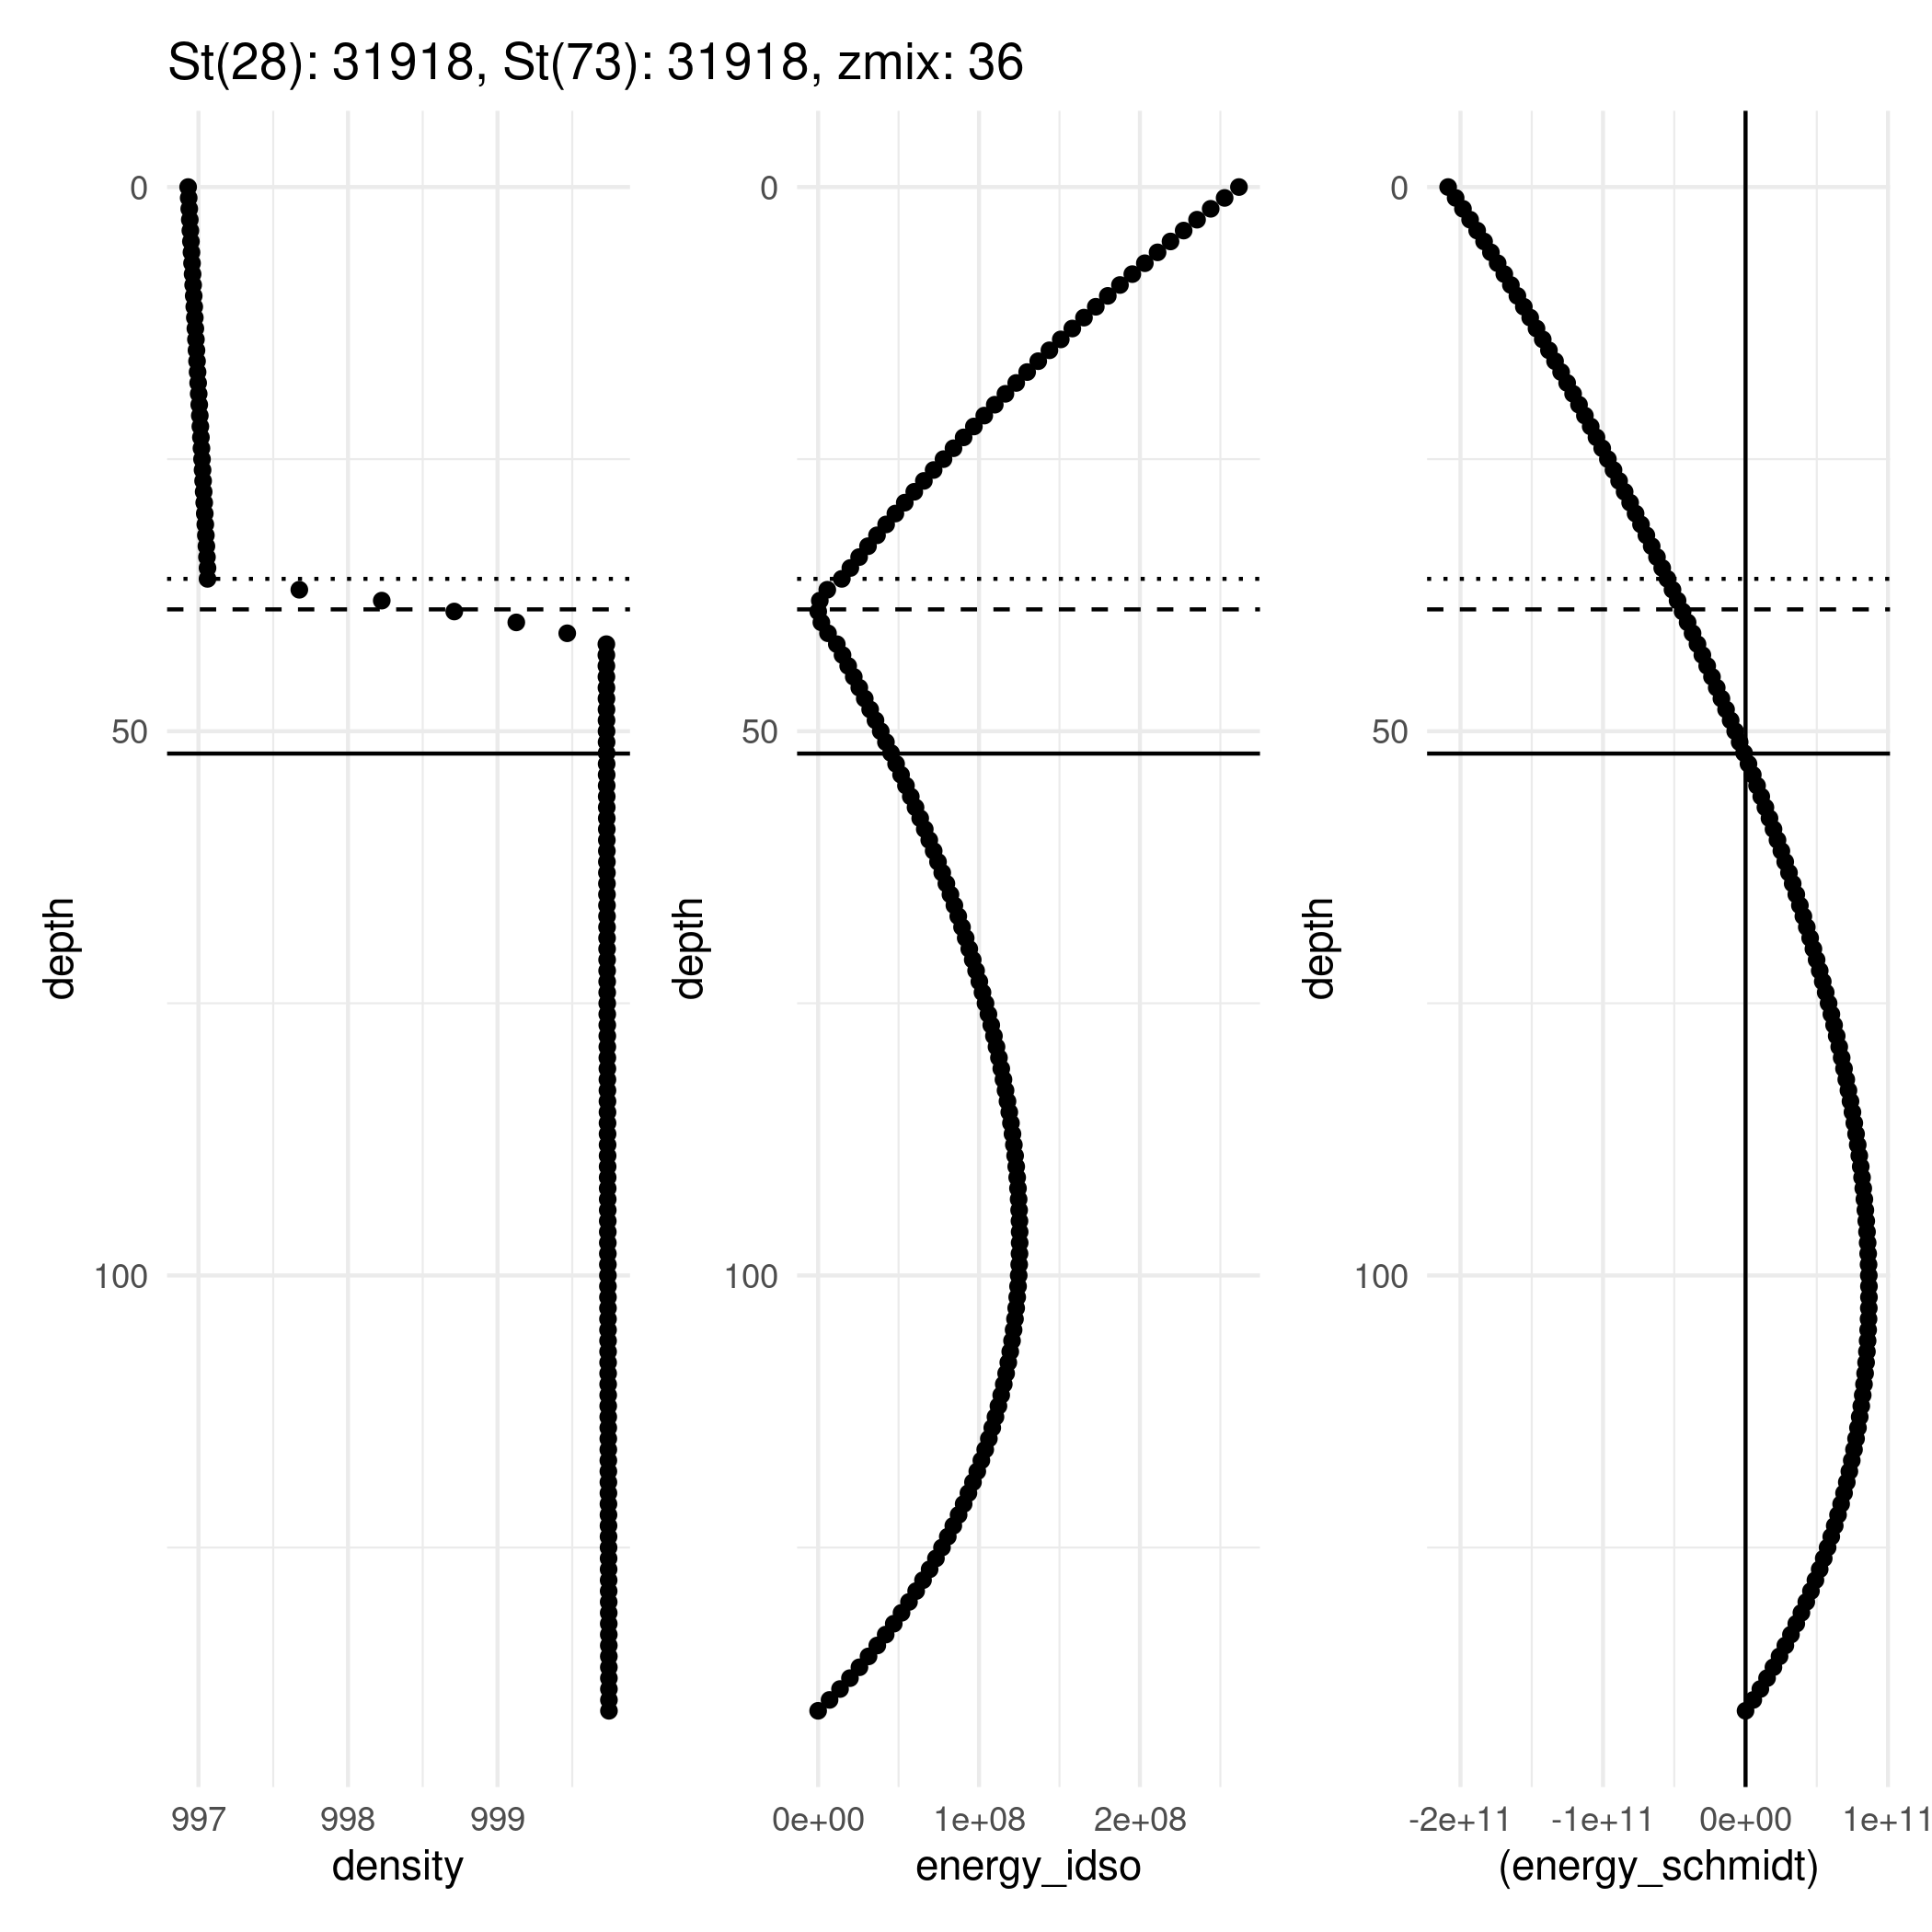 St(28): 31918, St(73): 31918, zmix: 36
0
50
100
depth
997 998 999
density
0
50
100
depth
0e+00 1e+08 2e+08
energy_idso
0
50
100
depth
-2e+11 -1e+11 0e+00 1e+11
(energy_schmidt)